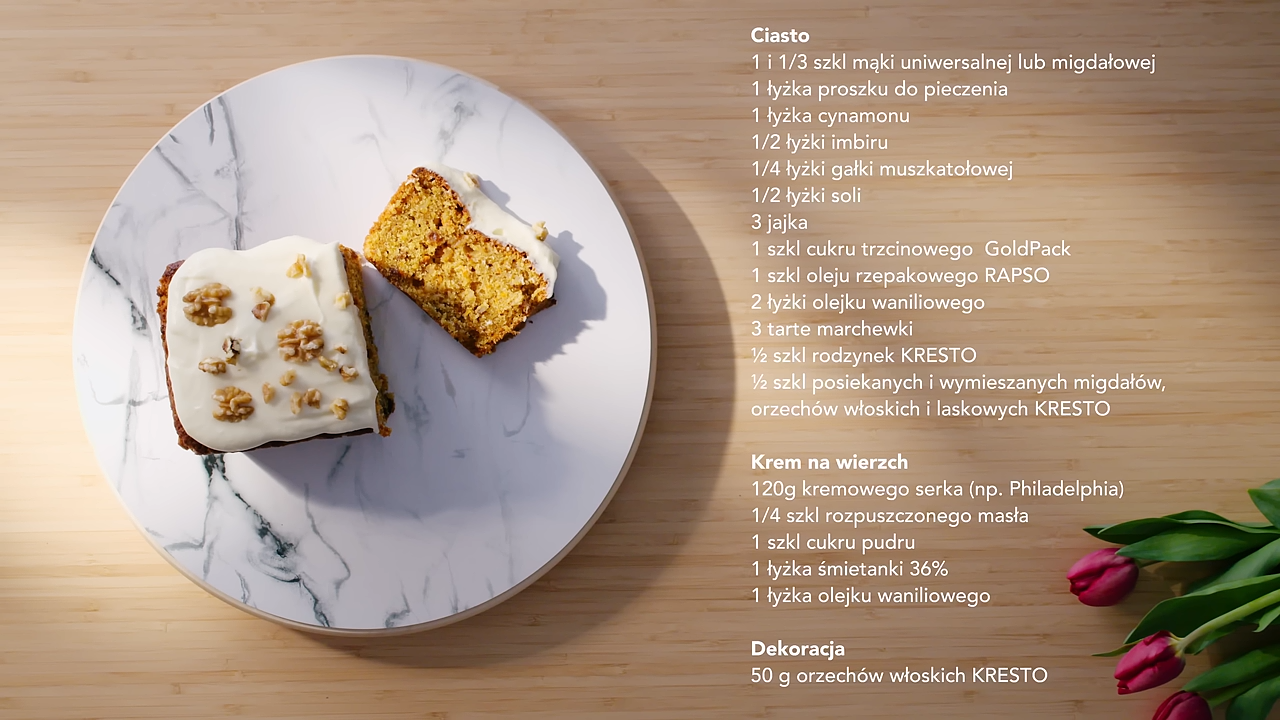 Ciasto
1 i 1/3 szkl mąki uniwersalnej lub migdałowej
1 łyżka proszku do pieczenia
1 łyżka cynamonu
1/2 łyżki imbiru
1/4 łyżki gałki muszkatołowej
1/2 łyżki soli
3 jajka
1 szkl cukru trzcinowego  GoldPack
1 szkl oleju rzepakowego RAPSO
2 łyżki olejku waniliowego
3 tarte marchewki
½ szkl rodzynek KRESTO
½ szkl posiekanych i wymieszanych migdałów,
orzechów włoskich i laskowych KRESTO
Krem na wierzch
120g kremowego serka (np. Philadelphia)
1/4 szkl rozpuszczonego masła
1 szkl cukru pudru
1 łyżka śmietanki 36%
1 łyżka olejku waniliowego
Dekoracja
50 g orzechów włoskich KRESTO